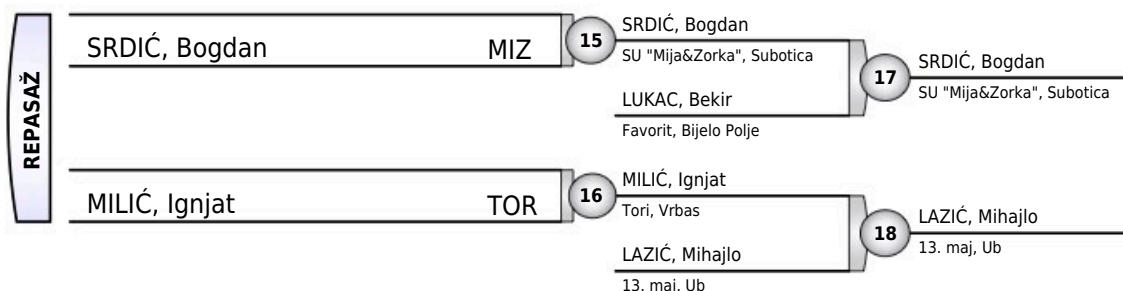 REPASAŽ
SRDIĆ, Bogdan MIZ
15
SRDIĆ, Bogdan
SU "Mija&Zorka", Subotica
LUKAC, Bekir
Favorit, Bijelo Polje
17
SRDIĆ, Bogdan
SU "Mija&Zorka", Subotica
MILIĆ, Ignjat TOR
16
MILIĆ, Ignjat
Tori, Vrbas
LAZIĆ, Mihajlo
13. maj, Ub
18
LAZIĆ, Mihajlo
13. maj, Ub